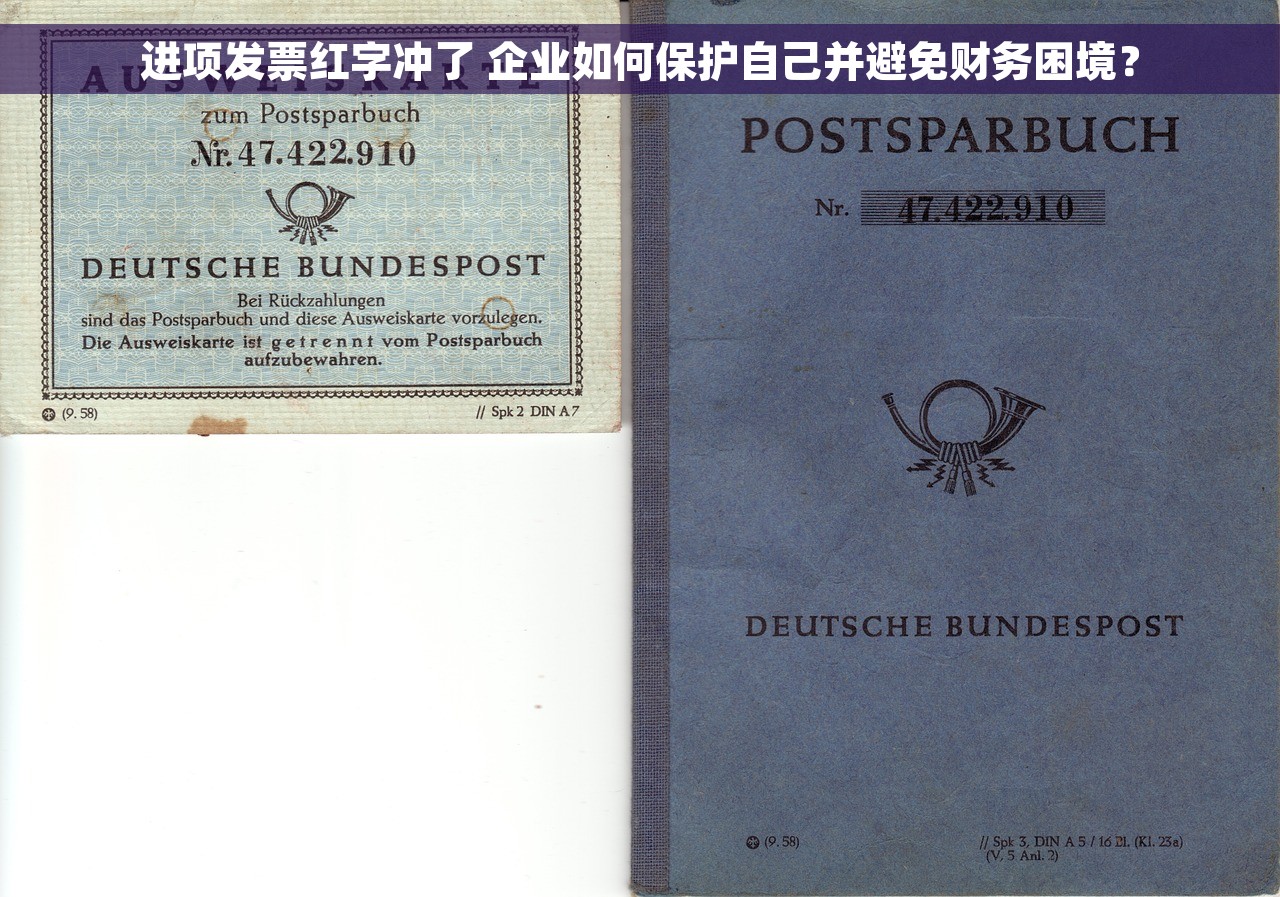 进项发票红字冲了 企业如何保护自己并避免财务困境？
AUSWEISKARTE
zum Postsparbuch
Nr. 47.422.910
DEUTSCHE BUNDESPOST
Bei Rückzahlungen
sind das Postsparbuch und diese Ausweiskarte vorzulegen.
Die Ausweiskarte ist getrennt vom Postsparbuch
aufzubewahren.
(9. 58)
// Spk 2 DIN A 7
POSTSPARBUCH
Nr. 47.422.910
DEUTSCHE BUNDESPOST
(9. 58)
// Spk 3, DIN A 5 / 16 Bl. (Kl. 23a)
(V, 5 Anl. 2)